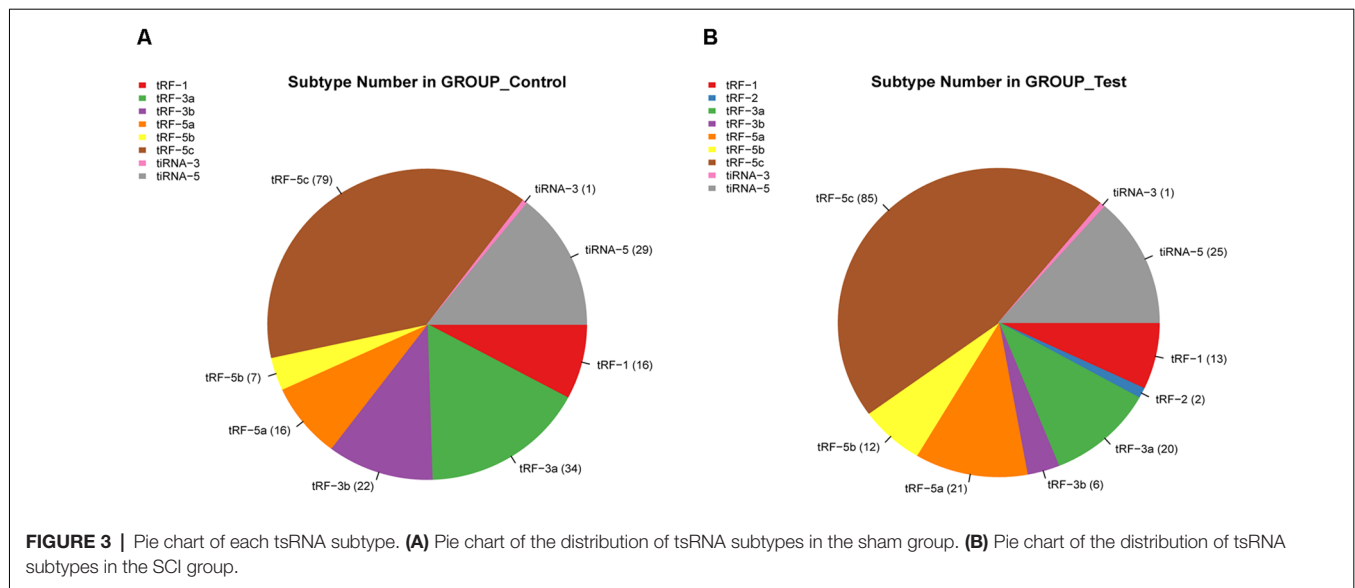 A
Subtype Number in GROUP_Control
tRF−1
tRF−3a
tRF−3b
tRF−5a
tRF−5b
tRF−5c
tiRNA−3
tiRNA−5
tRF−5c (79)
tiRNA−3 (1)
tiRNA−5 (29)
tRF−1 (16)
tRF−5b (7)
tRF−5a (16)
tRF−3a (34)
tRF−3b (22)
B
Subtype Number in GROUP_Test
tRF−1
tRF−2
tRF−3a
tRF−3b
tRF−5a
tRF−5b
tRF−5c
tiRNA−3
tiRNA−5
tRF−5c (85)
tiRNA−3 (1)
tiRNA−5 (25)
tRF−1 (13)
tRF−2 (2)
tRF−5b (12)
tRF−3a (20)
tRF−5a (21)
tRF−3b (6)
FIGURE 3 | Pie chart of each tsRNA subtype. (A) Pie chart of the distribution of tsRNA subtypes in the sham group. (B) Pie chart of the distribution of tsRNA
subtypes in the SCI group.